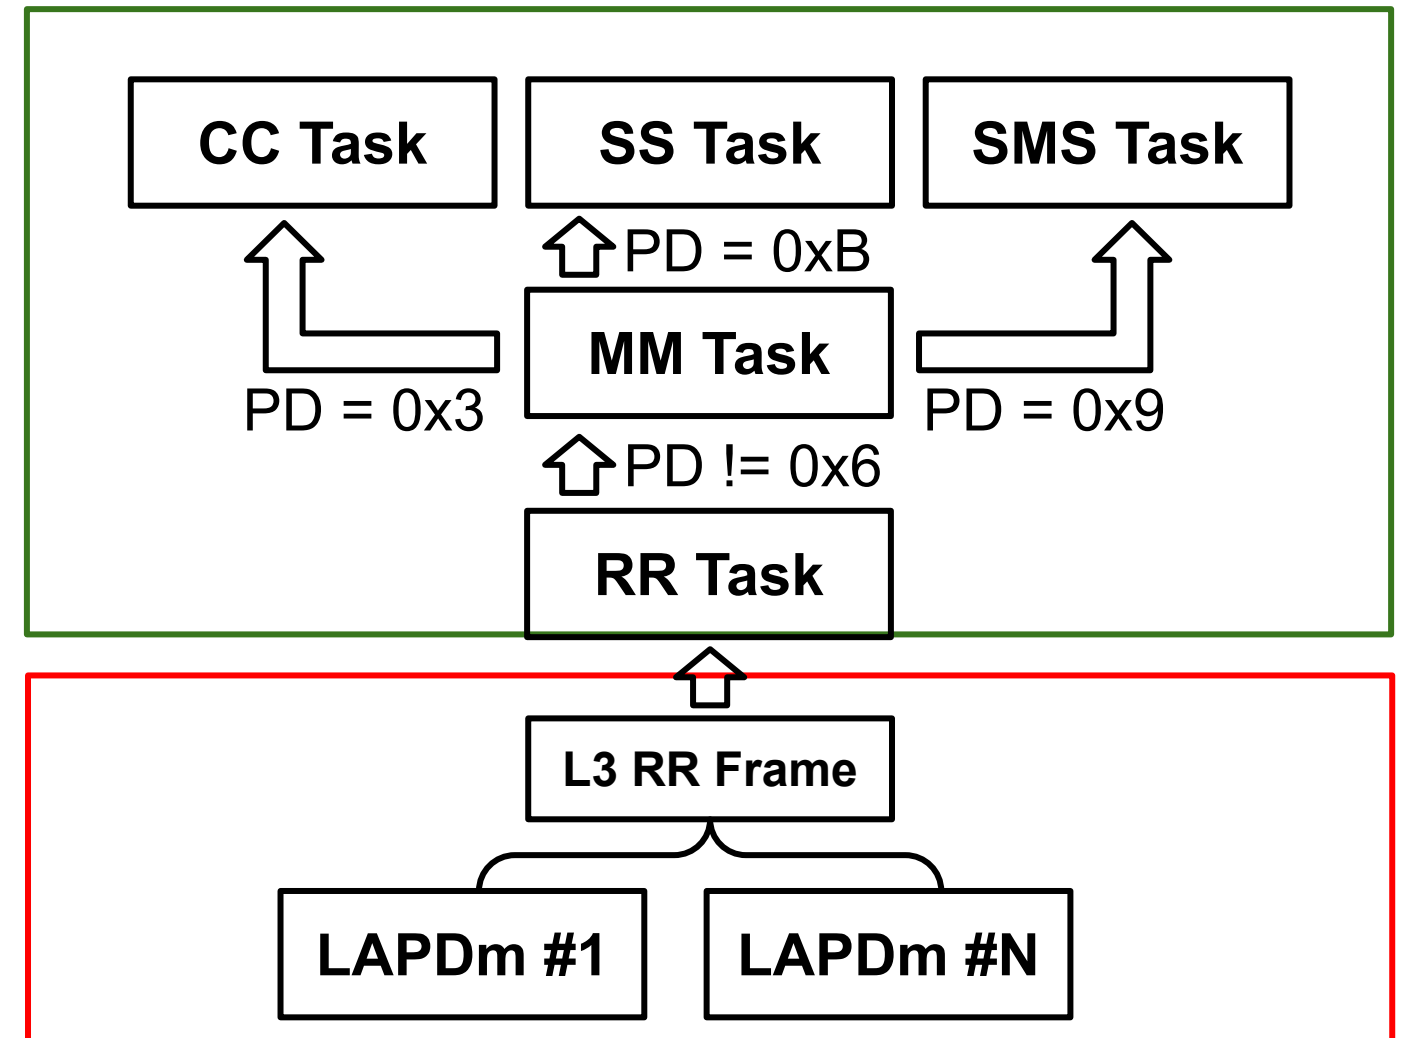 CC Task
SS Task
SMS Task
PD = 0xB
MM Task
PD = 0x3
PD = 0x9
PD != 0x6
RR Task
L3 RR Frame
LAPDm #1
LAPDm #N